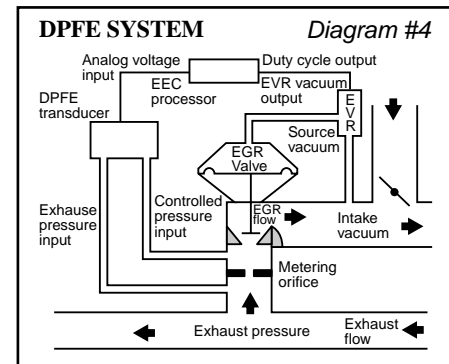 DPFE SYSTEM
Diagram #4
Analog voltage
input
Duty cycle output
EEC
processor
EVR vacuum
output
DPFE
transducer
EVR
Source
vacuum
EGR
Valve
Exhause
pressure
input
Controlled
pressure
input
EGR
flow
Intake
vacuum
Metering
orifice
Exhaust pressure
Exhaust
flow